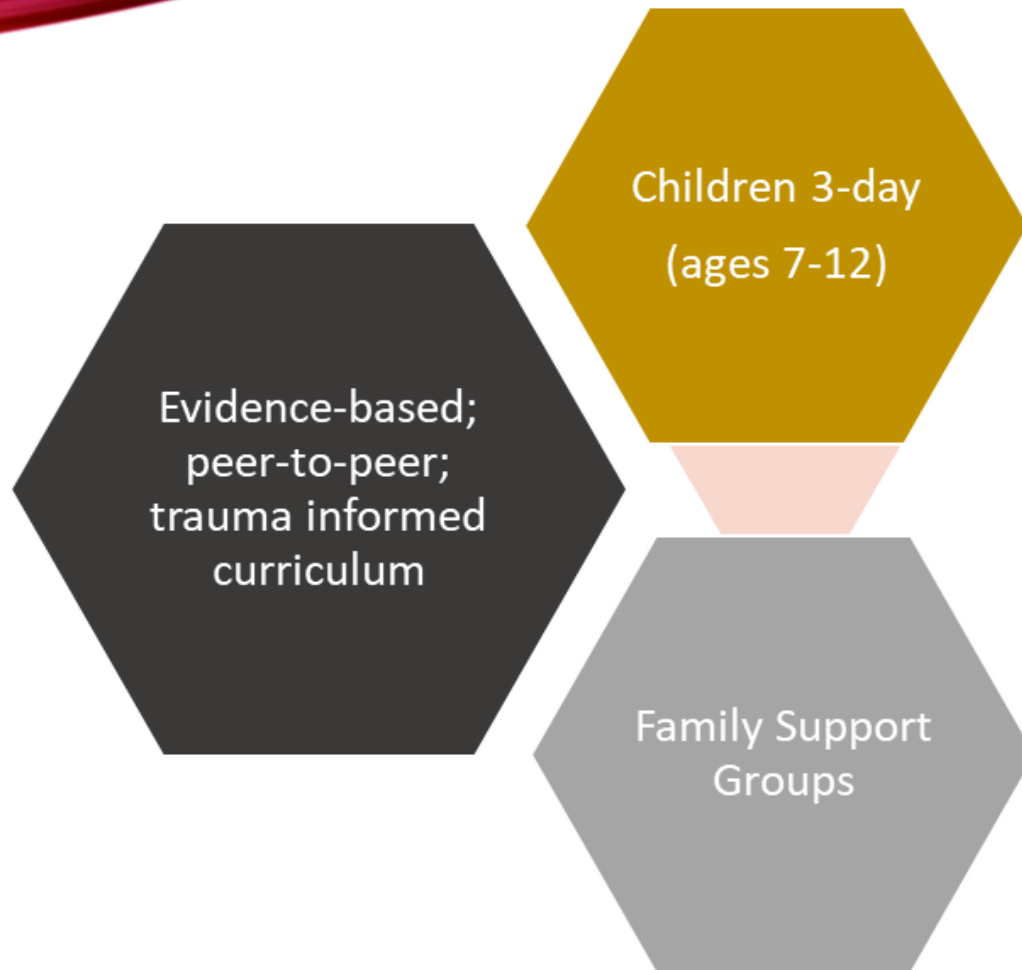 Children 3-day
(ages 7-12)
Evidence-based;
peer-to-peer;
trauma informed
curriculum
Family Support
Groups